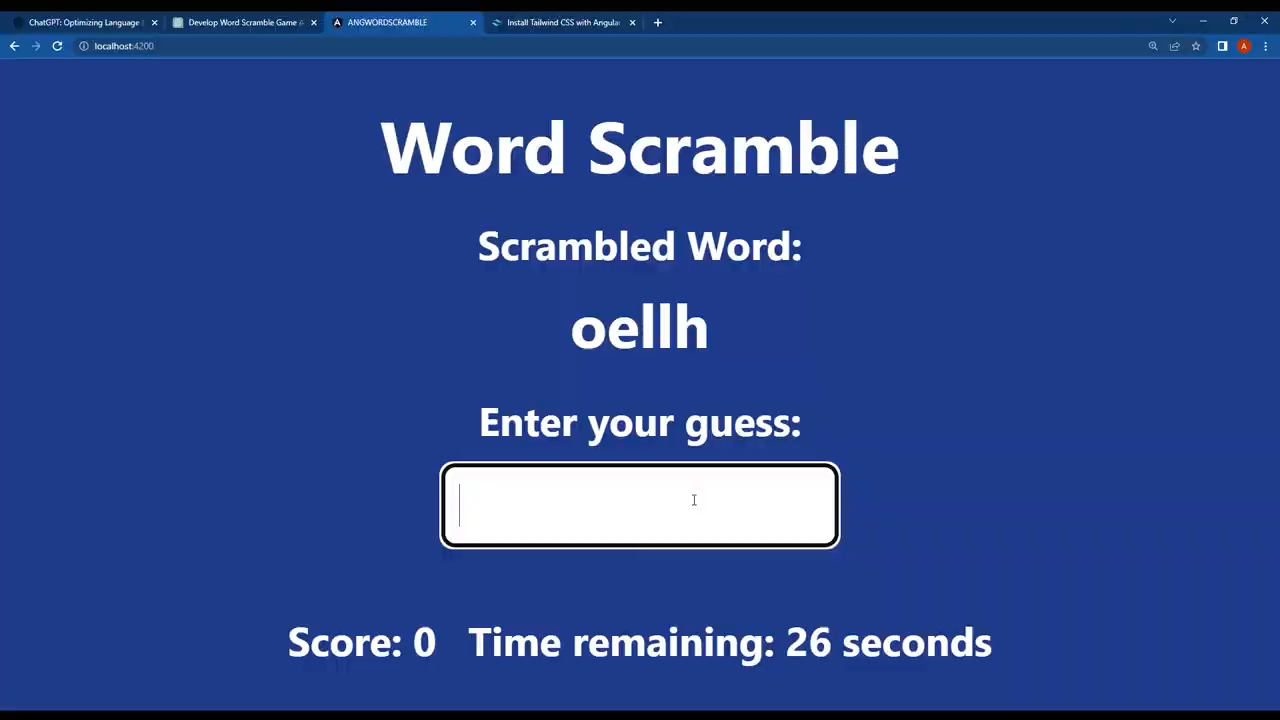 ChatGPT: Optimizing Language
Develop Word Scramble Game
ANGWORDSCRAMBLE
Install Tailwind CSS with Angular
localhost:4200
A
Word Scramble
Scrambled Word:
oellh
Enter your guess:
Score: 0 Time remaining: 26 seconds